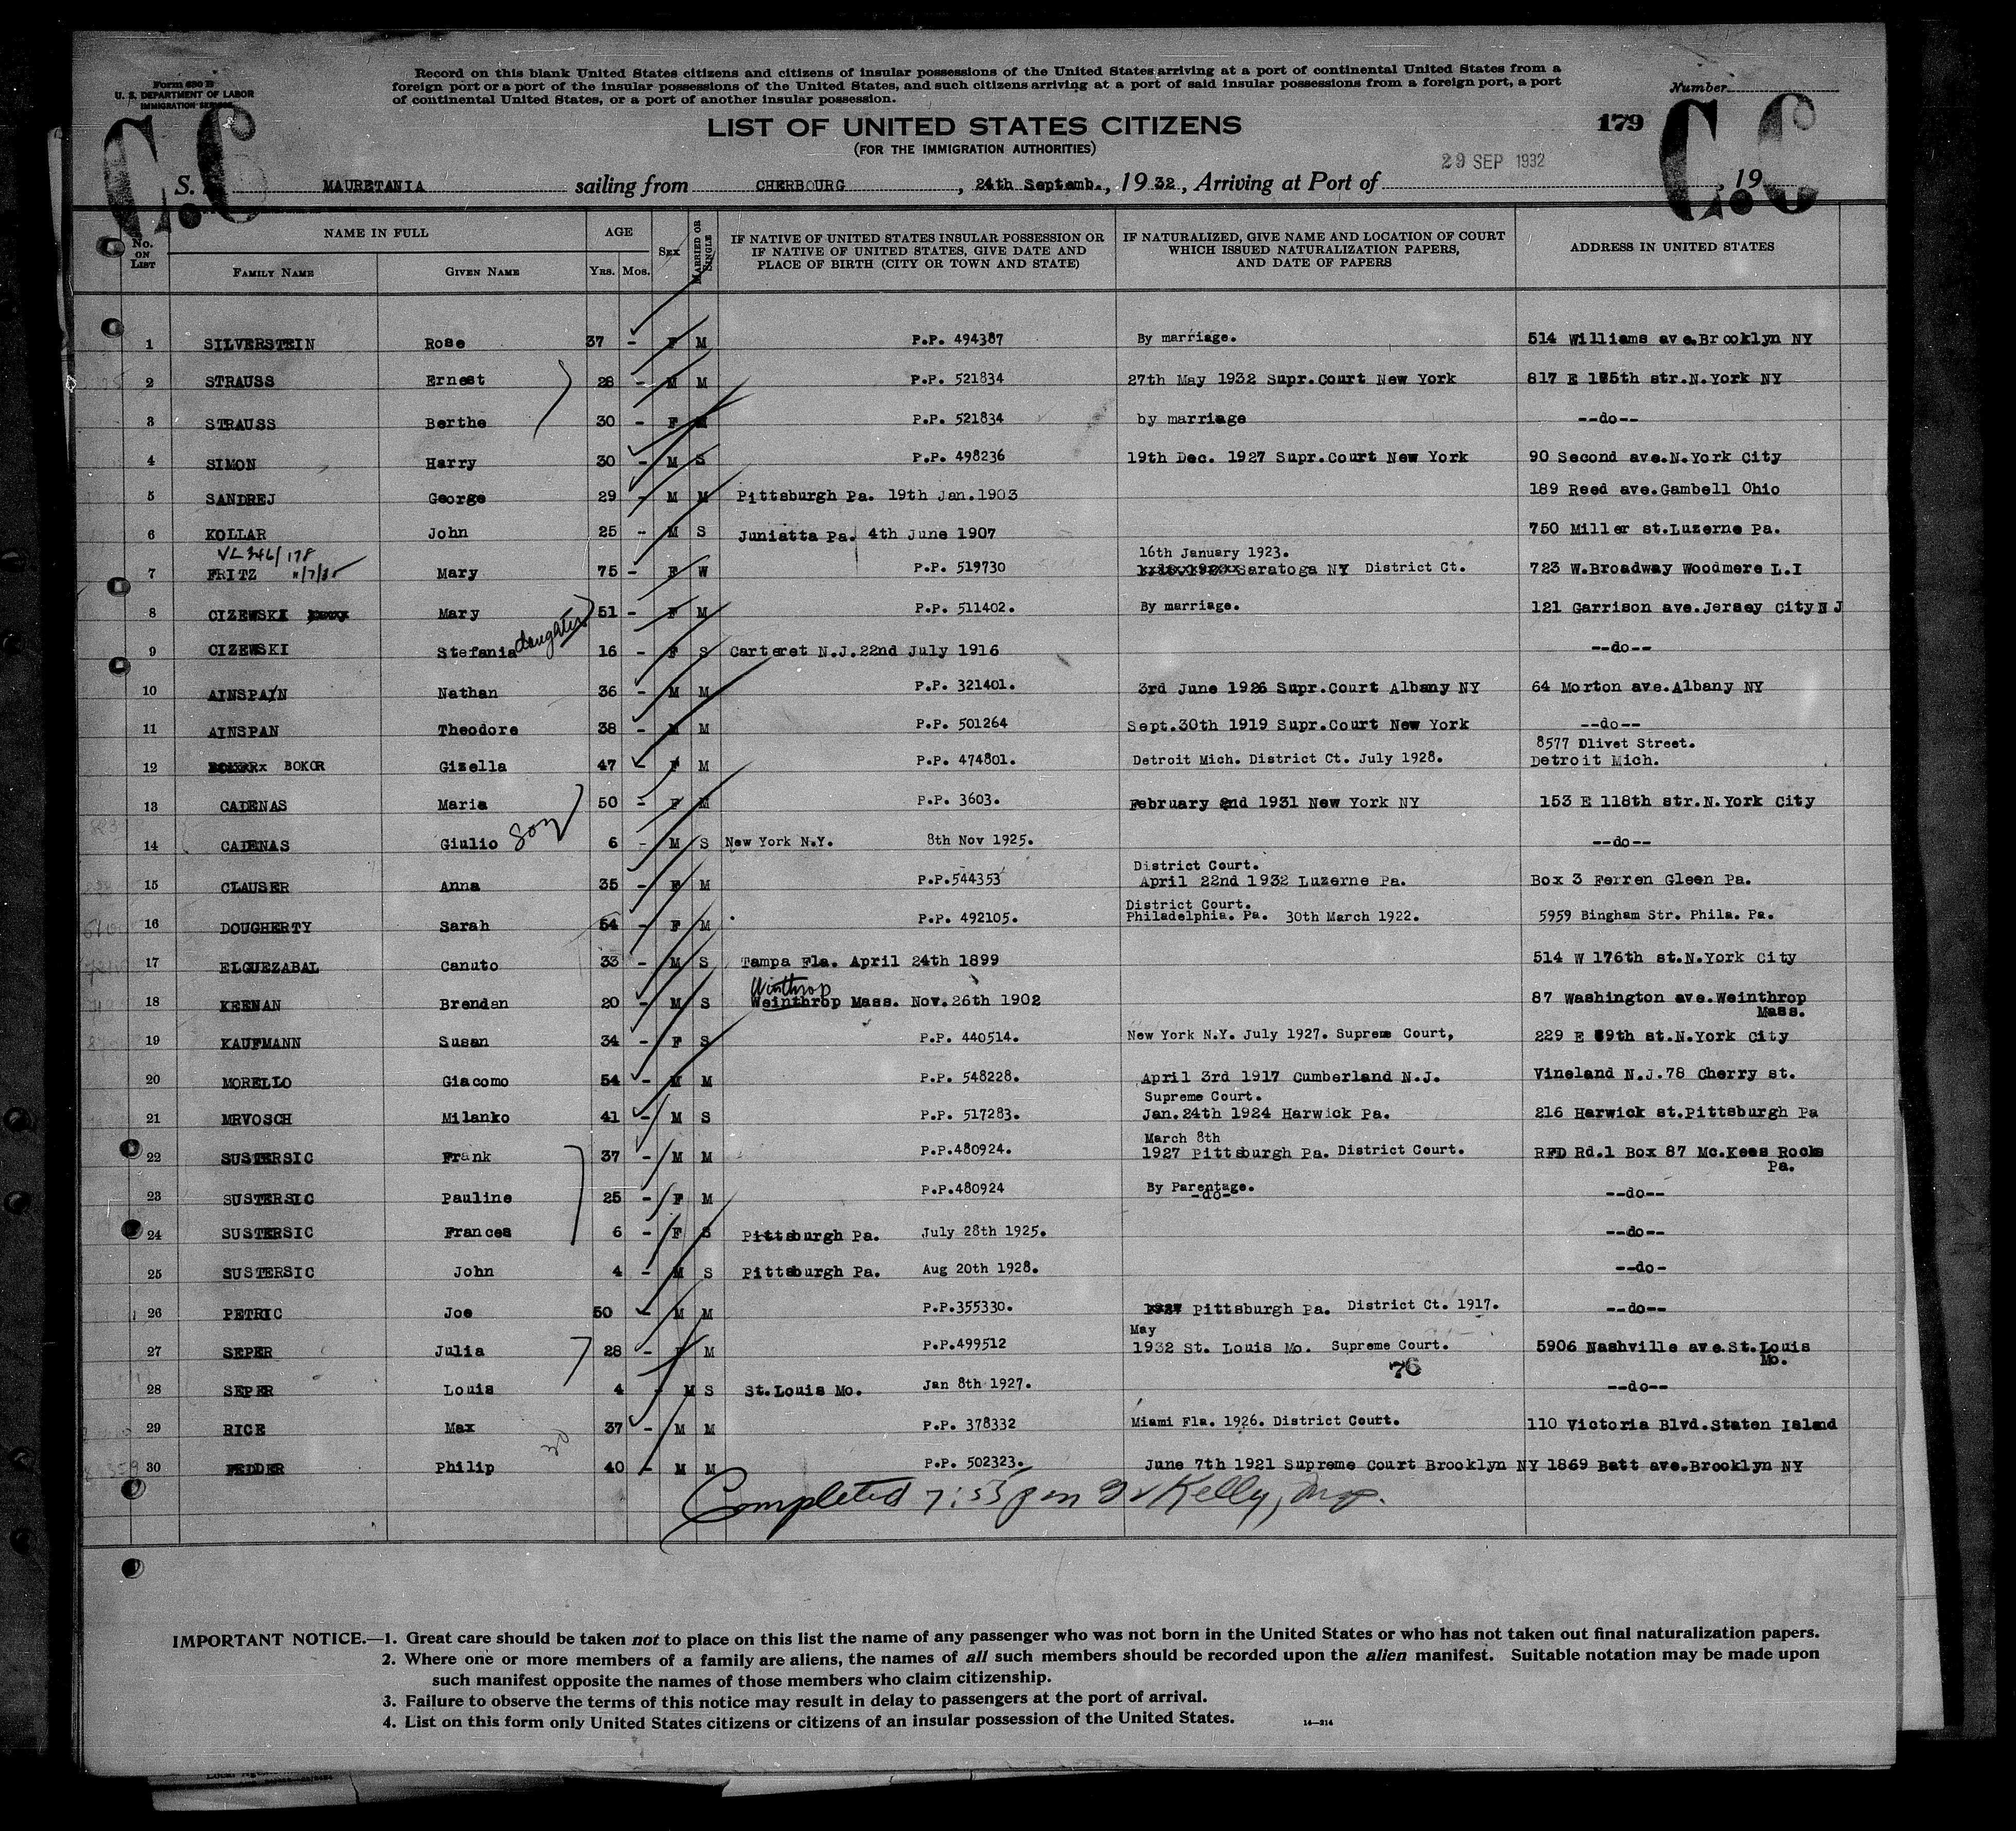 Form 630 B
U. S. DEPARTMENT OF LABOR
IMMIGRATION SERVICE
Record on this blank United States citizens and citizens of insular possessions of the United States arriving at a port of continental United States from a
foreign port or a port of the insular possessions of the United States, and such citizens arriving at a port of said insular possessions from a foreign port, a port
of continental United States, or a port of another insular possession.
Number
LIST OF UNITED STATES CITIZENS
179
(FOR THE IMMIGRATION AUTHORITIES)
29 SEP 1932
S. MAURETANIA sailing from CHERBOURG, 24th Septemb., 1932, Arriving at Port of , 19
No. ON LIST NAME IN FULL AGE SEX MARRIED OR SINGLE IF NATIVE OF UNITED STATES INSULAR POSSESSION OR IF NATIVE OF UNITED STATES, GIVE DATE AND PLACE OF BIRTH (CITY OR TOWN AND STATE) IF NATURALIZED, GIVE NAME AND LOCATION OF COURT WHICH ISSUED NATURALIZATION PAPERS, AND DATE OF PAPERS ADDRESS IN UNITED STATES
FAMILY NAME GIVEN NAME YRS. MOS.
1 SILVERSTEIN Rose 37 - F M P.P. 494387 By marriage. 514 Williams ave.Brooklyn NY
2 STRAUSS Ernest 28 - M M P.P. 521834 27th May 1932 Supr.Court New York 817 E 175th str.N.York NY
3 STRAUSS Berthe 30 - F M P.P. 521834 by marriage --do--
4 SIMON Harry 30 - M S P.P. 498236 19th Dec. 1927 Supr.Court New York 90 Second ave.N.York City
5 SANDREJ George 29 - M M Pittsburgh Pa. 19th Jan.1903 189 Reed ave.Gambell Ohio
6 KOLLAR John 25 - M S Juniatta Pa. 4th June 1907 750 Miller st.Luzerne Pa.
VL 346/178 16th January 1923.
7 FRITZ 11/7/35 Mary 75 - F W P.P. 519730 Saratoga NY District Ct. 723 W.Broadway Woodmere L.I
8 CIZEWSKI Mary 51 - F M P.P. 511402. By marriage. 121 Garrison ave.Jersey City N J
9 CIZEWSKI Stefania daughter 16 - F S Carteret N.J.22nd July 1916 --do--
10 AINSPAIN Nathan 36 - M M P.P. 321401. 3rd June 1926 Supr.Court Albany NY 64 Morton ave.Albany NY
11 AINSPAN Theodore 38 - M M P.P. 501264 Sept.30th 1919 Supr.Court New York --do--
8577 Dlivet Street.
12 BOKOR Gizella 47 - F M P.P. 474801. Detroit Mich. District Ct. July 1928. Detroit Mich.
13 CADENAS Maria 50 - F M P.P. 3603. February 2nd 1931 New York NY 153 E 118th str.N.York City
14 CADENAS Giulio son 6 - M S New York N.Y. 8th Nov 1925. --do--
District Court.
15 CLAUSER Anna 35 - F M P.P.544353 April 22nd 1932 Luzerne Pa. Box 3 Ferren Gleen Pa.
District Court.
16 DOUGHERTY Sarah 54 - F M P.P. 492105. Philadelphia. Pa. 30th March 1922. 5959 Bingham Str. Phila. Pa.
17 ELGUEZABAL Canuto 33 - M S Tampa Fla. April 24th 1899 514 W 176th st.N.York City
Winthrop
18 KEENAN Brendan 20 - M S Weinthrop Mass. Nov.26th 1902 87 Washington ave.Weinthrop
Mass.
19 KAUFMANN Susan 34 - F S P.P. 440514. New York N.Y. July 1927. Supreme Court, 229 E 89th st.N.York City
20 MORELLO Giacomo 54 - M M P.P. 548228. April 3rd 1917 Cumberland N.J. Vineland N.J.78 Cherry st.
Supreme Court.
21 MRVOSCH Milanko 41 - M S P.P. 517283. Jan.24th 1924 Harwick Pa. 216 Harwick st.Pittsburgh Pa
March 8th
22 SUSTERSIC Frank 37 - M M P.P.480924. 1927 Pittsburgh Pa. District Court. RFD Rd.1 Box 87 Mc.Kees Rocks
Pa.
23 SUSTERSIC Pauline 25 - F M P.P.480924 By Parentage. --do--
-do-
24 SUSTERSIC Frances 6 - F S Pittsburgh Pa. July 28th 1925. --do--
25 SUSTERSIC John 4 - M S Pittsburgh Pa. Aug 20th 1928. --do-
26 PETRIC Joe 50 - M M P.P.355330. Pittsburgh Pa. District Ct. 1917. --do--
May
27 SEPER Julia 28 - F M P.P.499512 1932 St. Louis Mo. Supreme Court. 5906 Nashville ave.St.Louis
Mo.
76
28 SEPER Louis 4 - M S St.Louis Mo. Jan 8th 1927. --do--
29 RICE Max 37 - M M P.P. 378332 Miami Fla. 1926. District Court. 110 Victoria Blvd.Staten Island
30 FEDDER Philip 40 - M M P.P. 502323. June 7th 1921 Supreme Court Brooklyn NY 1869 Batt ave.Brooklyn NY
Completed 7:55 pm Kelly, Insp.
IMPORTANT NOTICE.—1. Great care should be taken not to place on this list the name of any passenger who was not born in the United States or who has not taken out final naturalization papers.
2. Where one or more members of a family are aliens, the names of all such members should be recorded upon the alien manifest. Suitable notation may be made upon
such manifest opposite the names of those members who claim citizenship.
3. Failure to observe the terms of this notice may result in delay to passengers at the port of arrival.
4. List on this form only United States citizens or citizens of an insular possession of the United States.
14—214